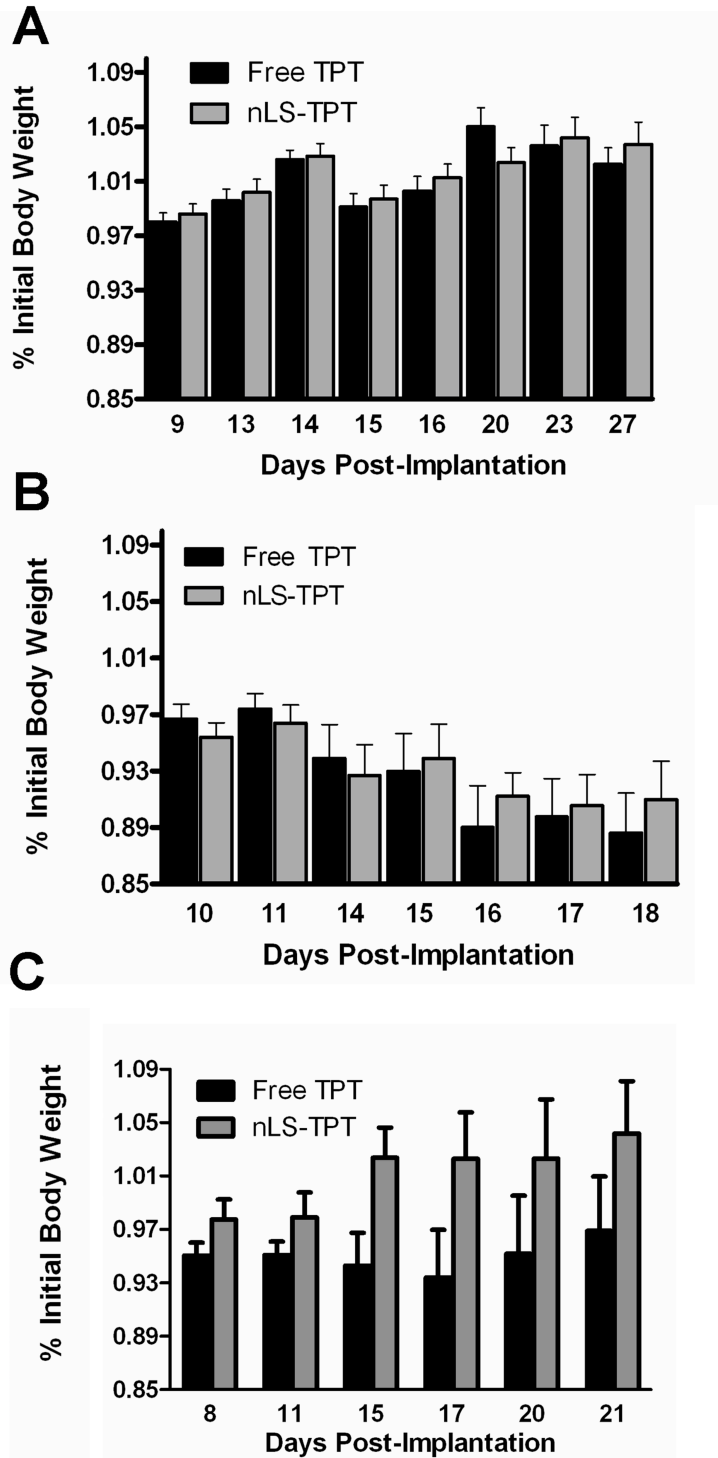 A
% Initial Body Weight
1.09
1.05
1.01
0.97
0.93
0.89
0.85
Free TPT
nLS-TPT
9 13 14 15 16 20 23 27
Days Post-Implantation
B
% Initial Body Weight
1.09
1.05
1.01
0.97
0.93
0.89
0.85
Free TPT
nLS-TPT
10 11 14 15 16 17 18
Days Post-Implantation
C
% Initial Body Weight
1.09
1.05
1.01
0.97
0.93
0.89
0.85
Free TPT
nLS-TPT
8 11 15 17 20 21
Days Post-Implantation